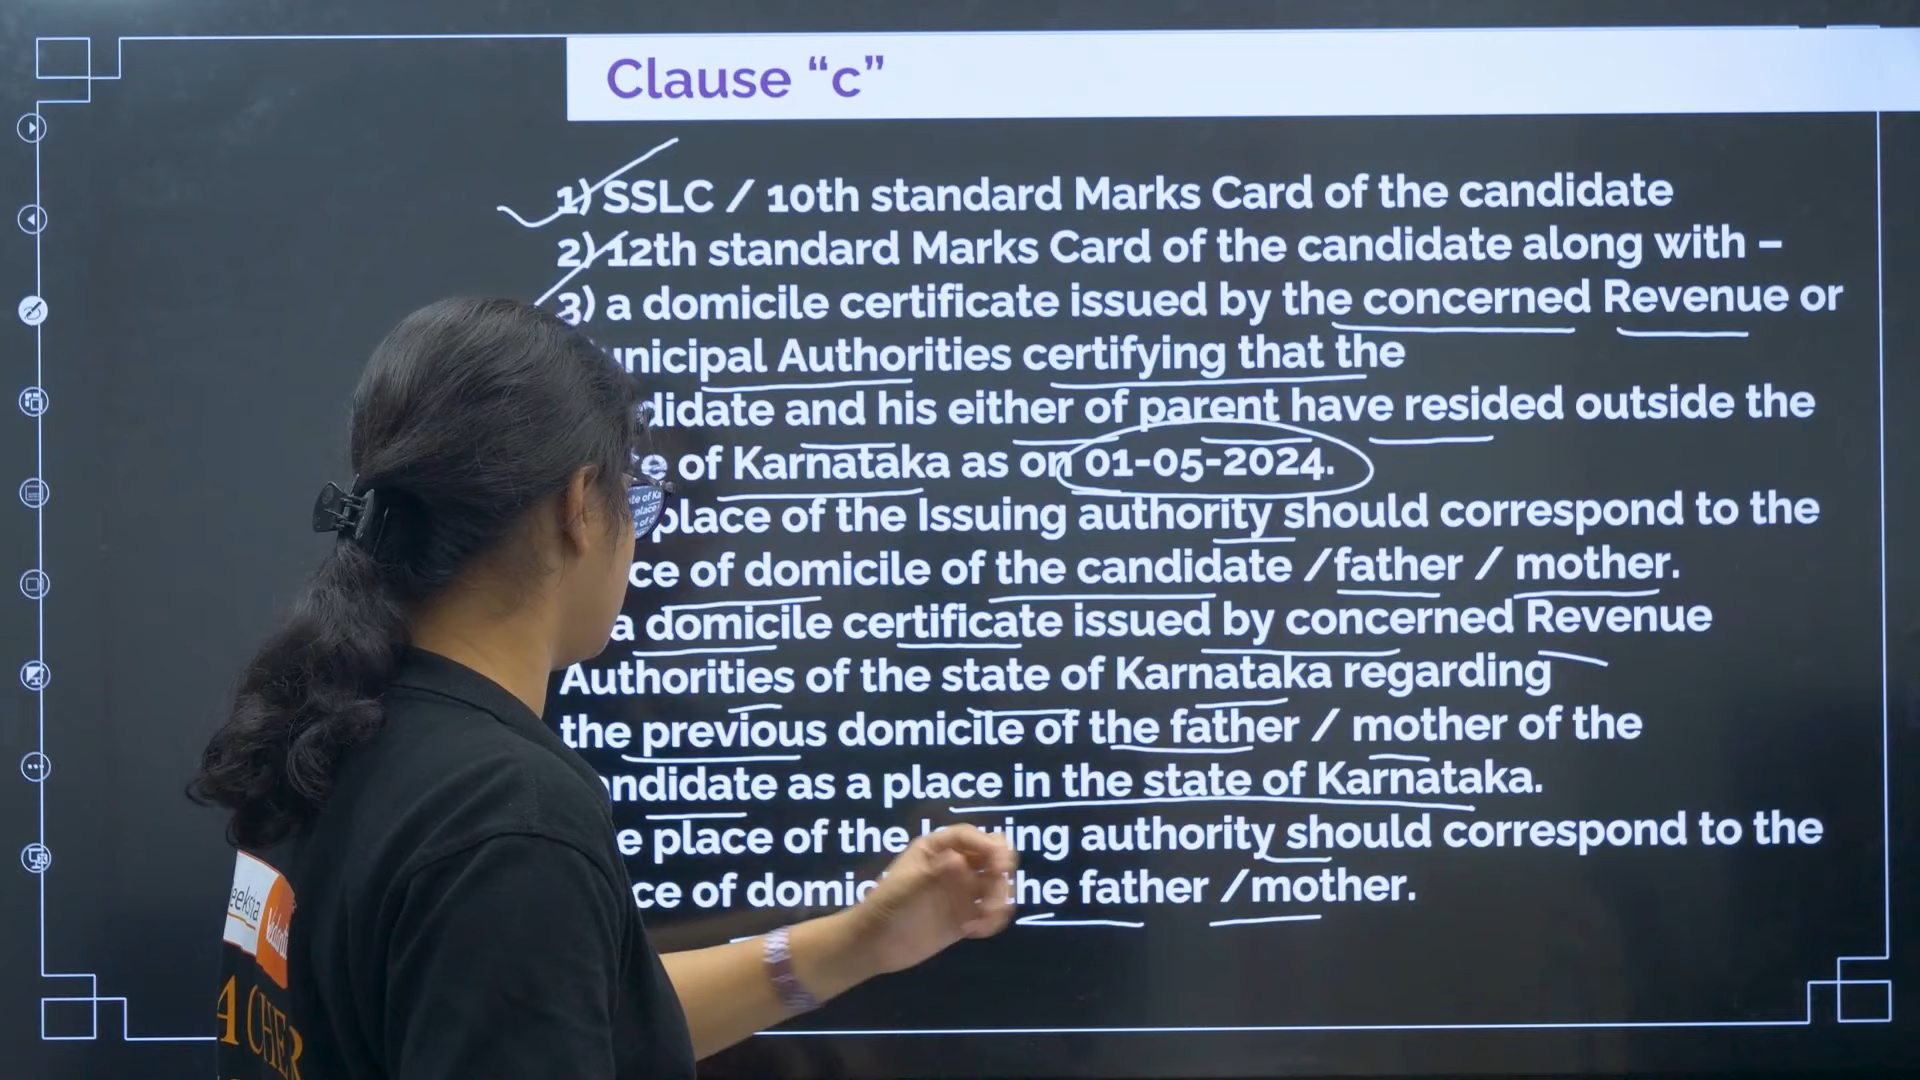 Clause “c”
1) SSLC / 10th standard Marks Card of the candidate
2) 12th standard Marks Card of the candidate along with –
3) a domicile certificate issued by the concerned Revenue or
unicipal Authorities certifying that the
didate and his either of parent have resided outside the
e of Karnataka as on 01-05-2024.
place of the Issuing authority should correspond to the
ce of domicile of the candidate /father / mother.
a domicile certificate issued by concerned Revenue
Authorities of the state of Karnataka regarding
the previous domicile of the father / mother of the
andidate as a place in the state of Karnataka.
e place of the Issuing authority should correspond to the
ce of domic the father /mother.